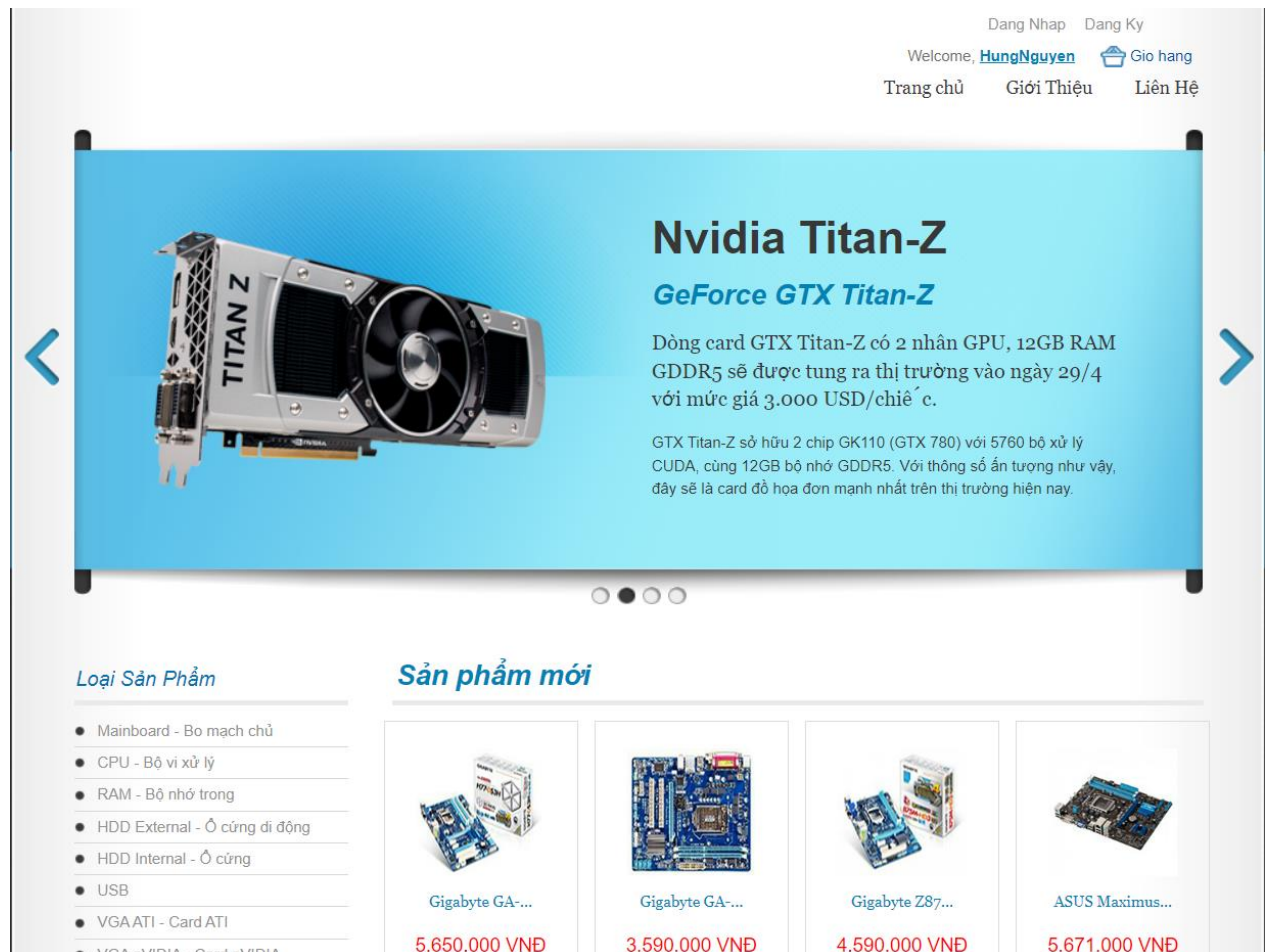 Dang Nhap Dang Ky
Welcome, HungNguyen Gio hang
Trang chủ Giới Thiệu Liên Hệ
TITAN Z
NVIDIA
Nvidia Titan-Z
GeForce GTX Titan-Z
Dòng card GTX Titan-Z có 2 nhân GPU, 12GB RAM
GDDR5 sẽ được tung ra thị trường vào ngày 29/4
với mức giá 3.000 USD/chiếc.
GTX Titan-Z sở hữu 2 chip GK110 (GTX 780) với 5760 bộ xử lý
CUDA, cùng 12GB bộ nhớ GDDR5. Với thông số ấn tượng như vậy,
đây sẽ là card đồ họa đơn mạnh nhất trên thị trường hiện nay.
Loại Sản Phẩm
Mainboard - Bo mạch chủ
CPU - Bộ vi xử lý
RAM - Bộ nhớ trong
HDD External - Ổ cứng di động
HDD Internal - Ổ cứng
USB
VGA ATI - Card ATI
VGA nVIDIA - Card nVIDIA
Sản phẩm mới
Gigabyte GA-... Gigabyte GA-... Gigabyte Z87... ASUS Maximus...
5,650,000 VNĐ 3,590,000 VNĐ 4,590,000 VNĐ 5,671,000 VNĐ